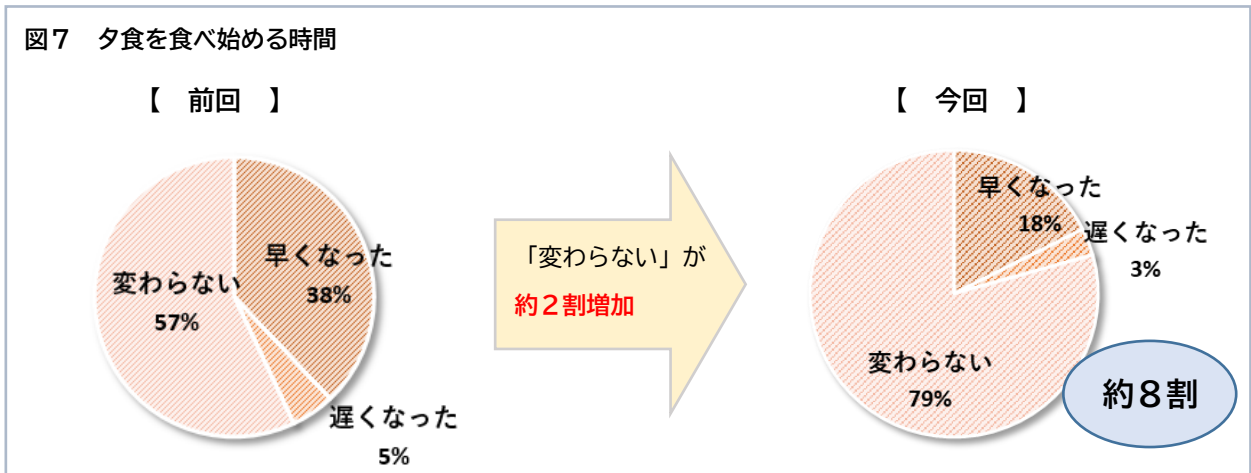 図7　夕食を食べ始める時間
【　前回　】
変わらない
57%
早くなった
38%
遅くなった
5%
「変わらない」が
約2割増加
【　今回　】
早くなった
18%
遅くなった
3%
変わらない
79%
約8割